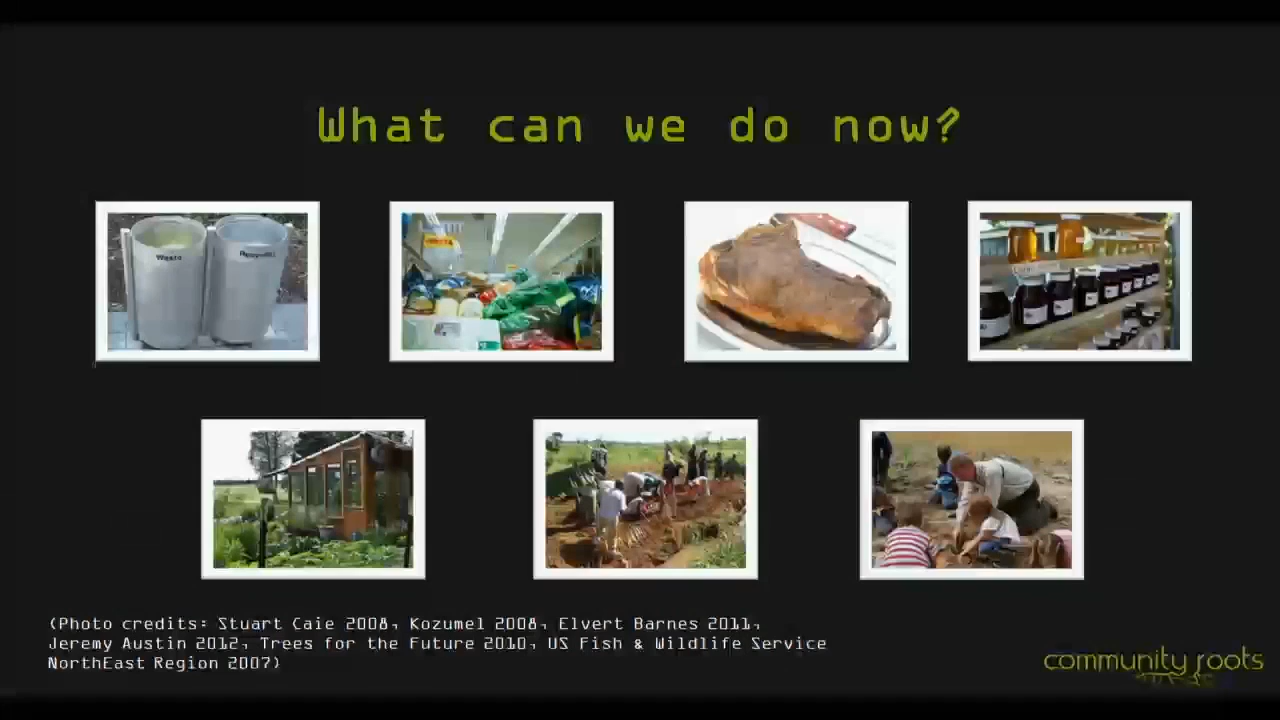 What can we do now?
Waste
(Photo credits: Stuart Caie 2008, Kozumel 2008, Elvert Barnes 2011,
Jeremy Austin 2012, Trees for the Future 2010, US Fish & Wildlife Service
NorthEast Region 2007)
community roots